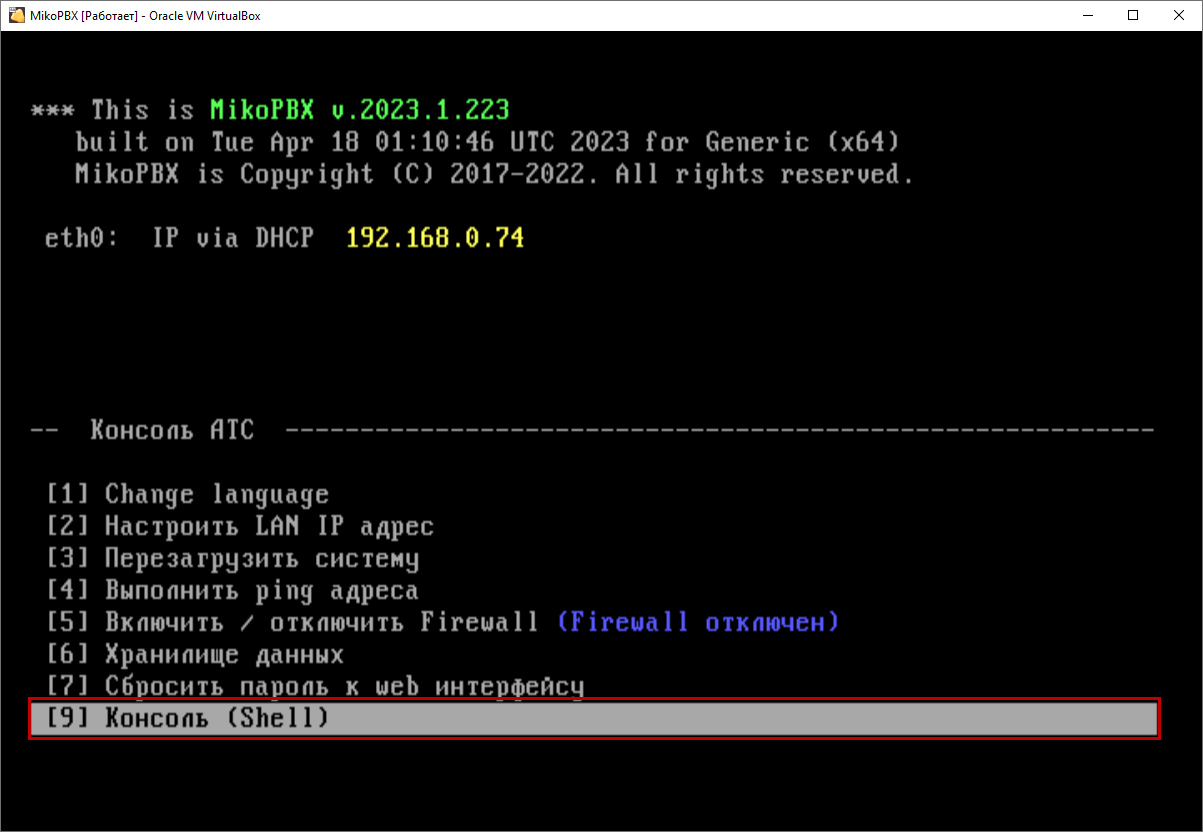 MikoPBX [Работает] - Oracle VM VirtualBox
*** This is MikoPBX v.2023.1.223
built on Tue Apr 18 01:10:46 UTC 2023 for Generic (x64)
MikoPBX is Copyright (C) 2017-2022. All rights reserved.
eth0: IP via DHCP 192.168.0.74
-- Консоль АТС ----------------------------------------------------------
[1] Change language
[2] Настроить LAN IP адрес
[3] Перезагрузить систему
[4] Выполнить ping адреса
[5] Включить / отключить Firewall (Firewall отключен)
[6] Хранилище данных
[7] Сбросить пароль к web интерфейсу
[9] Консоль (Shell)